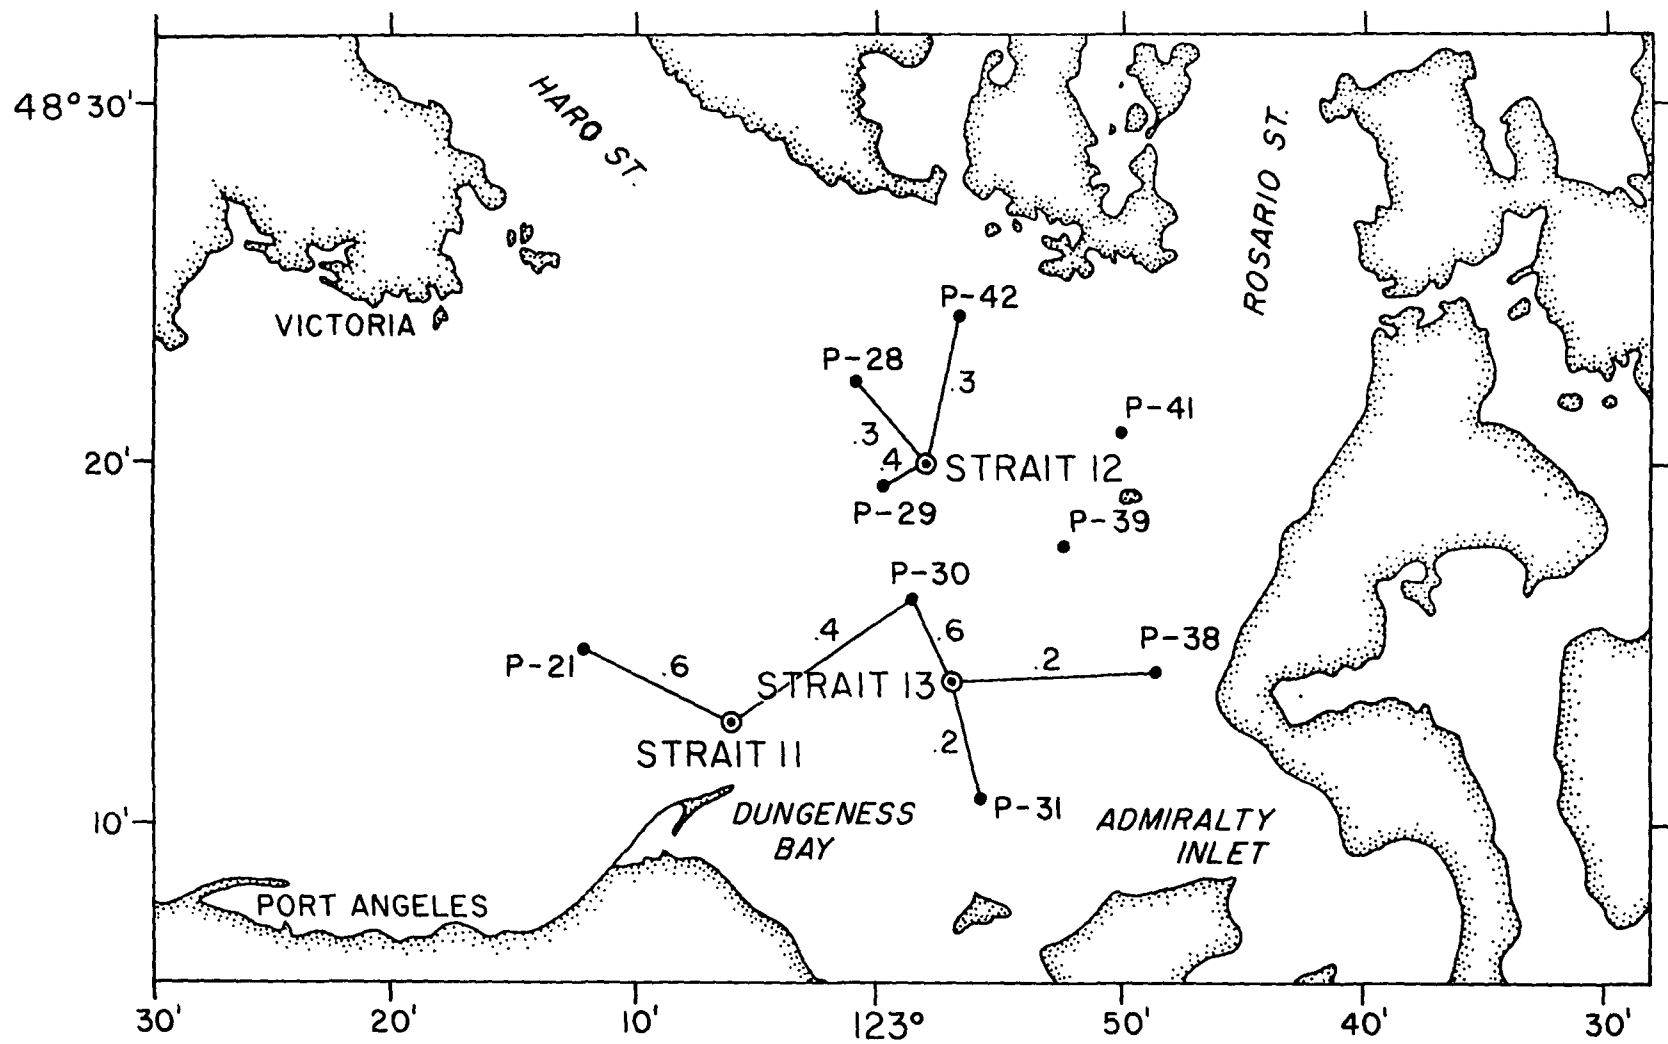 48°30'
HARO ST.
ROSARIO ST.
P-42
VICTORIA
P-28
.3
P-41
.3
.4
20'
STRAIT 12
P-29
P-39
P-30
.4
.6
P-38
P-21
.6
.2
STRAIT 13
.2
STRAIT 11
P-31
10'
DUNGENESS
BAY
ADMIRALTY
INLET
PORT ANGELES
30'
20'
10'
123°
50'
40'
30'